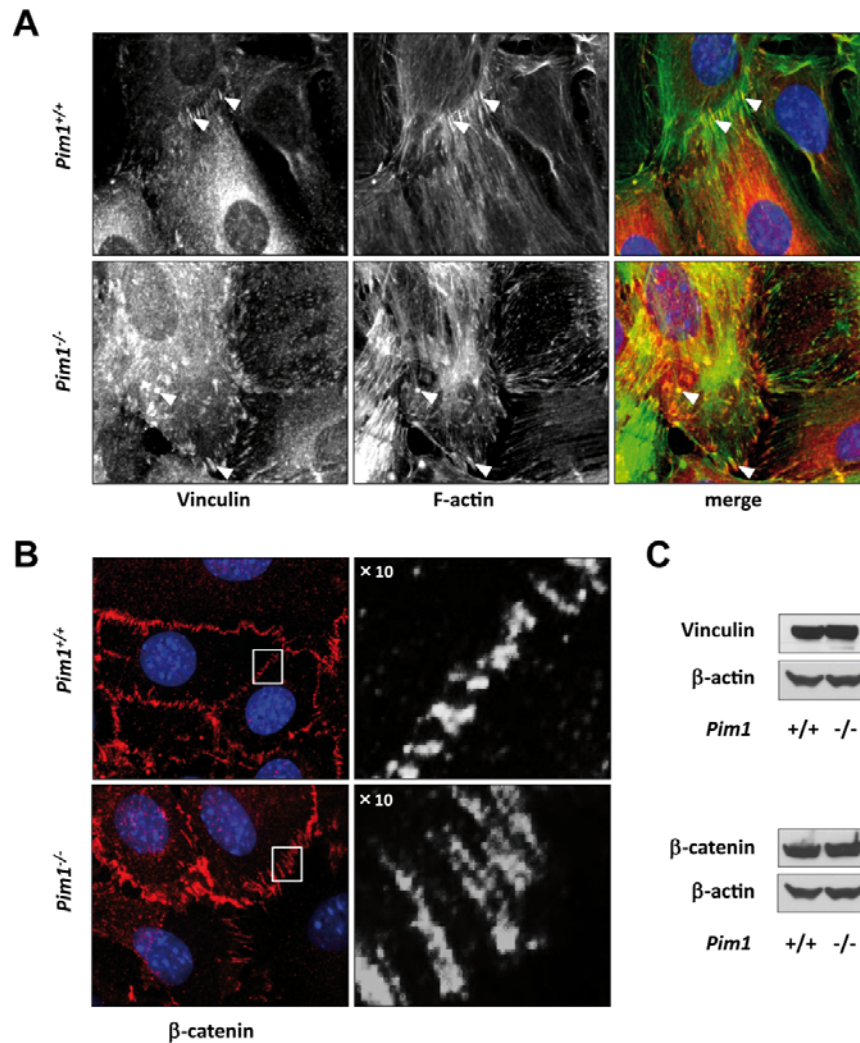 A
Pim1+/+
Pim1-/-
Vinculin
F-actin
merge
B
Pim1+/+
× 10
Pim1-/-
× 10
β-catenin
C
Vinculin
β-actin
Pim1 +/+ -/-
β-catenin
β-actin
Pim1 +/+ -/-